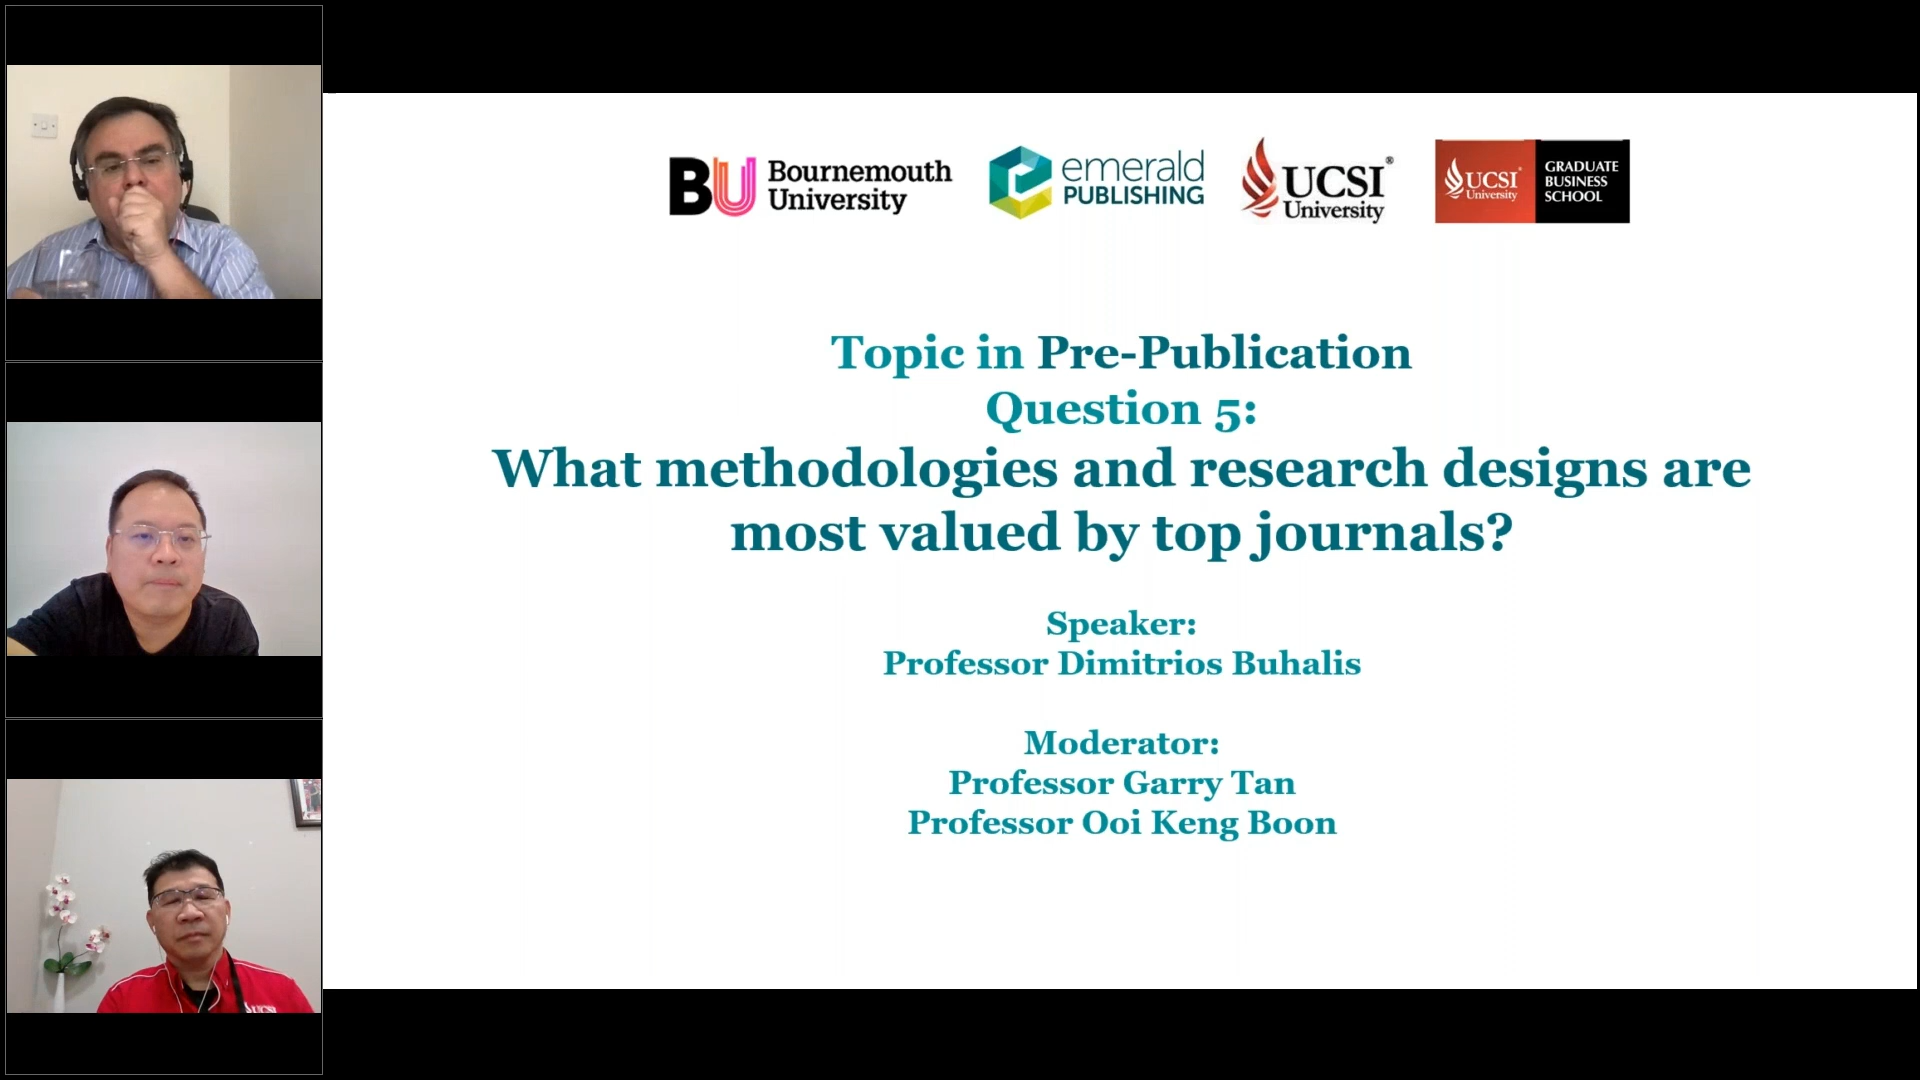 BU Bournemouth
University
emerald
PUBLISHING
UCSI®
University
UCSI®
University
GRADUATE
BUSINESS
SCHOOL
Topic in Pre-Publication
Question 5:
What methodologies and research designs are
most valued by top journals?
Speaker:
Professor Dimitrios Buhalis
Moderator:
Professor Garry Tan
Professor Ooi Keng Boon
UCSI